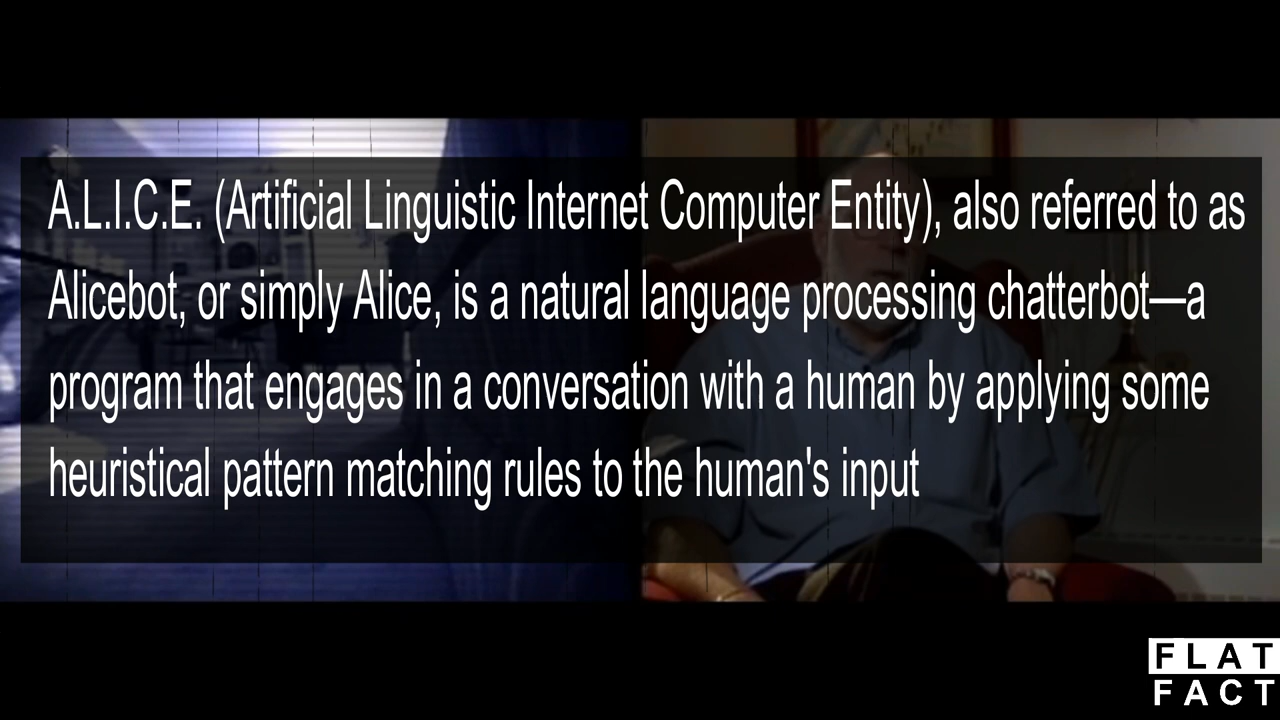 A.L.I.C.E. (Artificial Linguistic Internet Computer Entity), also referred to as
Alicebot, or simply Alice, is a natural language processing chatterbot—a
program that engages in a conversation with a human by applying some
heuristical pattern matching rules to the human's input
FLAT
FACT